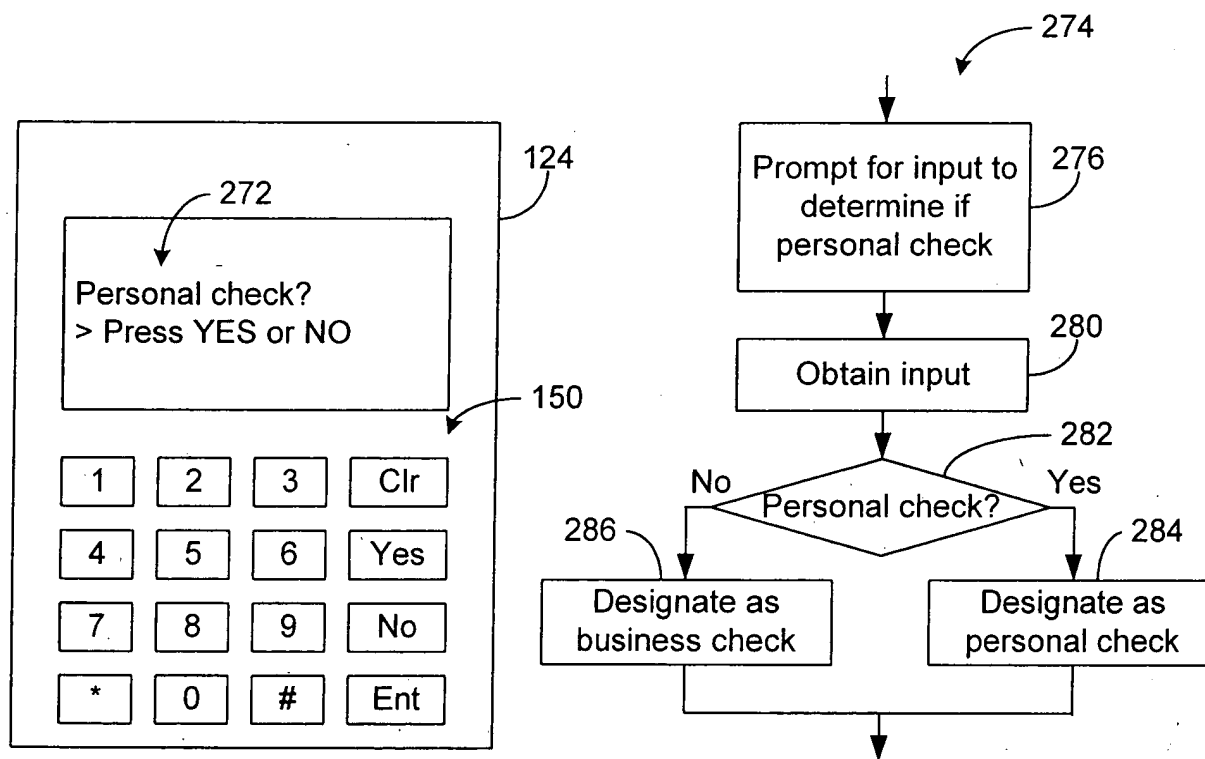 274
124
272
Personal check?
> Press YES or NO
150
1 2 3 Clr
4 5 6 Yes
7 8 9 No
* 0 # Ent
Prompt for input to
determine if
personal check
276
Obtain input
280
282
No
Personal check?
Yes
286
Designate as
business check
284
Designate as
personal check